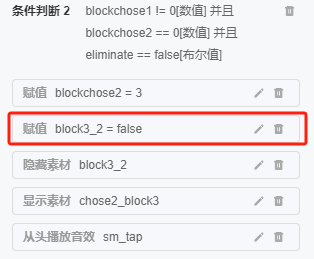 条件判断 2 blockchose1 != 0[数值] 并且
blockchose2 == 0[数值] 并且
eliminate == false[布尔值]
赋值 blockchose2 = 3
赋值 block3_2 = false
隐藏素材 block3_2
显示素材 chose2_block3
从头播放音效 sm_tap